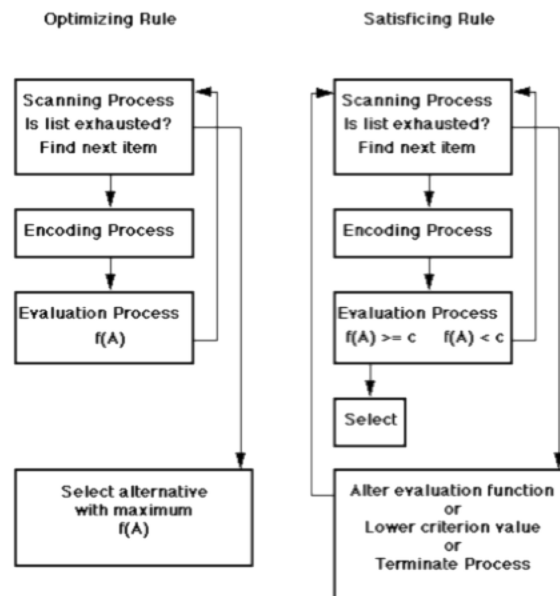 Optimizing Rule
Scanning Process
Is list exhausted?
Find next item
Encoding Process
Evaluation Process
f(A)
Select alternative
with maximum
f(A)
Satisficing Rule
Scanning Process
Is list exhausted?
Find next item
Encoding Process
Evaluation Process
f(A) >= c f(A) < c
Select
Alter evaluation function
or
Lower criterion value
or
Terminate Process